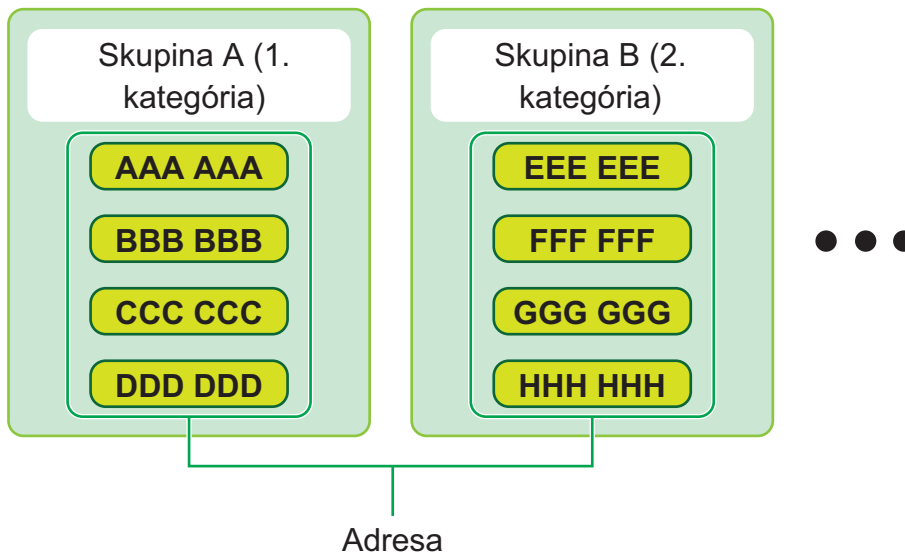 Skupina A (1.
kategória)
AAA AAA
BBB BBB
CCC CCC
DDD DDD
Skupina B (2.
kategória)
EEE EEE
FFF FFF
GGG GGG
HHH HHH
Adresa